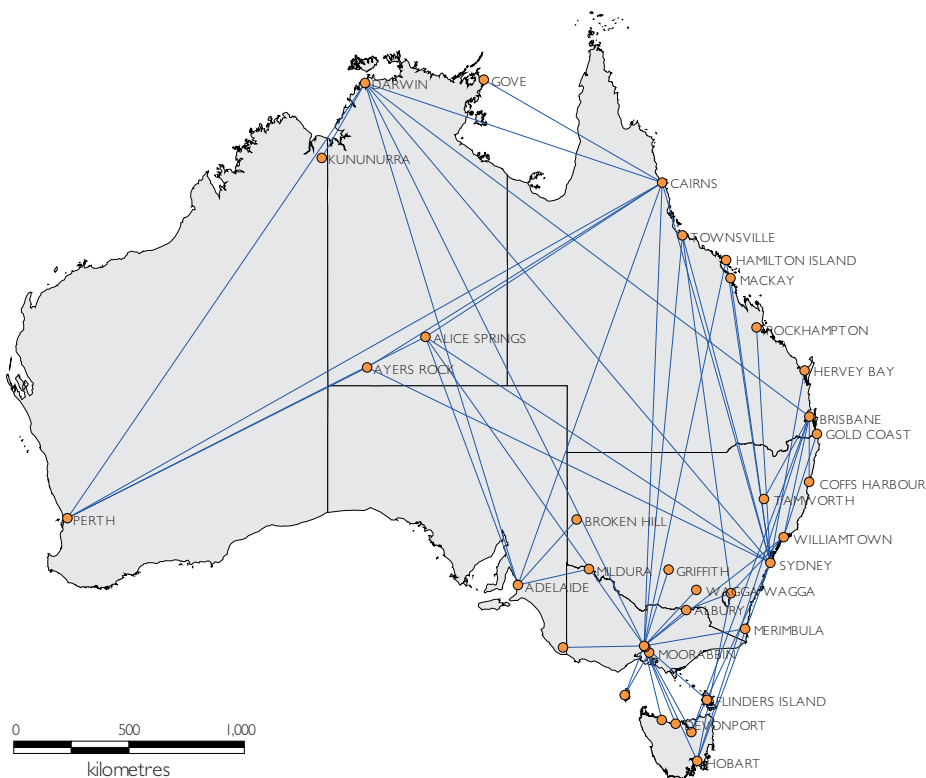 DARWIN
GOVE
KUNUNURRA
CAIRNS
TOWNSVILLE
HAMILTON ISLAND
MACKAY
ROCKHAMPTON
ALICE SPRINGS
AYERS ROCK
HERVEY BAY
BRISBANE
GOLD COAST
COFFS HARBOUR
TAMWORTH
PERTH
BROKEN HILL
WILLIAMTOWN
SYDNEY
MILDURA
GRIFFITH
ADELAIDE
WAGGA WAGGA
ALBURY
MERIMBULA
MOORABBIN
FLINDERS ISLAND
DEVONPORT
HOBART
0 500 1,000
kilometres